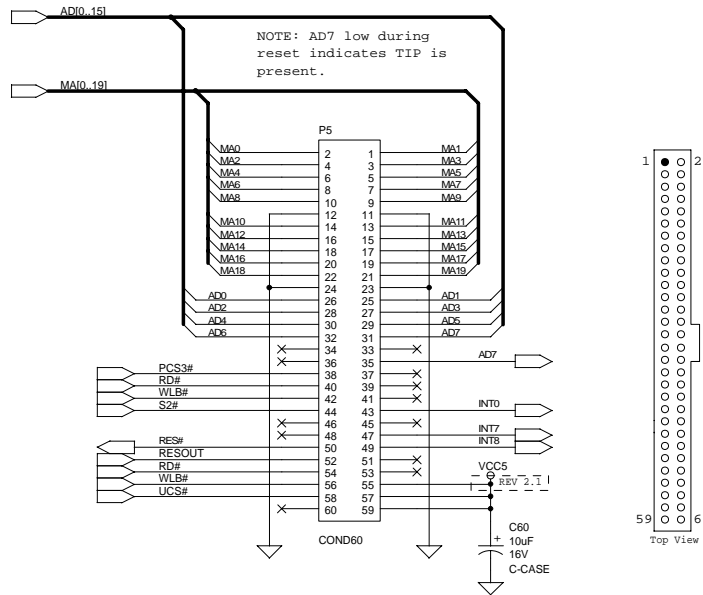 AD[0..15]
NOTE: AD7 low during
reset indicates TIP is
present.
MA[0..19]
P5
MA0 2 1 MA1
MA2 4 3 MA3
MA4 6 5 MA5
MA6 8 7 MA7
MA8 10 9 MA9
12 11
MA10 14 13 MA11
MA12 16 15 MA13
MA14 18 17 MA15
MA16 20 19 MA17
MA18 22 21 MA19
24 23
AD0 26 25 AD1
AD2 28 27 AD3
AD4 30 29 AD5
AD6 32 31 AD7
34 33
36 35 AD7
PCS3# 38 37
RD# 40 39
WLB# 42 41
S2# 44 43 INT0
46 45
48 47 INT7
RES# 50 49 INT8
RESOUT 52 51
RD# 54 53
WLB# 56 55
UCS# 58 57
60 59
VCC5
REV 2.1
COND60
C60
+ 10uF
16V
C-CASE
1 2
59 6
Top View